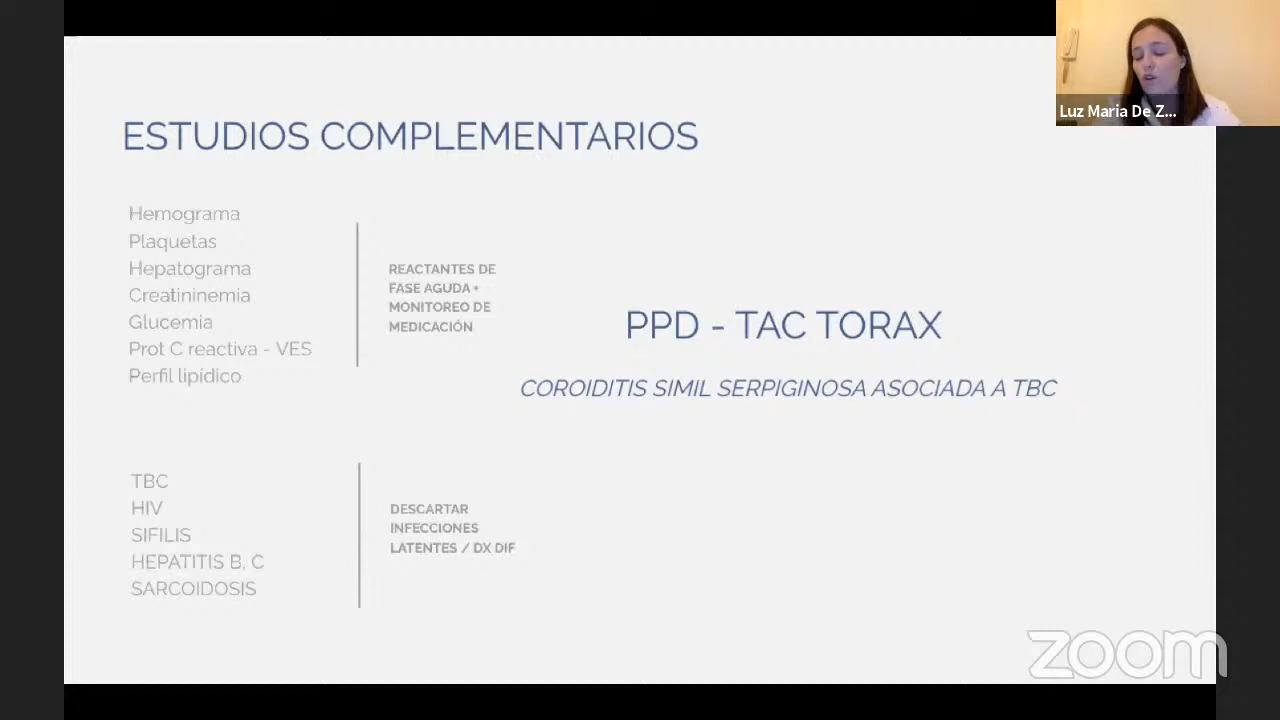 Luz Maria De Z...
ESTUDIOS COMPLEMENTARIOS
Hemograma
Plaquetas
Hepatograma
Creatininemia
Glucemia
Prot C reactiva - VES
Perfil lipídico
REACTANTES DE
FASE AGUDA +
MONITOREO DE
MEDICACIÓN
PPD - TAC TORAX
COROIDITIS SIMIL SERPIGINOSA ASOCIADA A TBC
TBC
HIV
SIFILIS
HEPATITIS B, C
SARCOIDOSIS
DESCARTAR
INFECCIONES
LATENTES / DX DIF
zoom